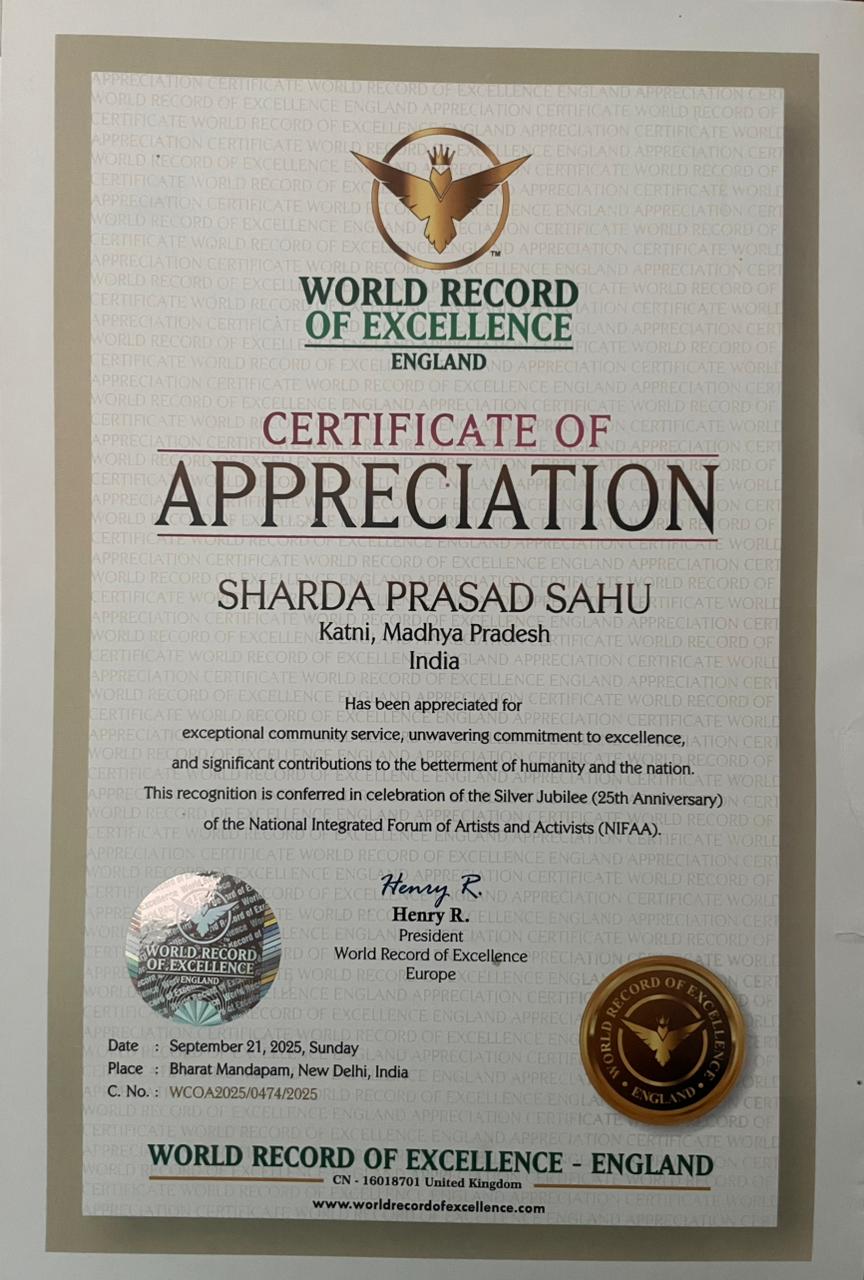 TM
WORLD RECORD
OF EXCELLENCE
ENGLAND
CERTIFICATE OF
APPRECIATION
SHARDA PRASAD SAHU
Katni, Madhya Pradesh
India
Has been appreciated for
exceptional community service, unwavering commitment to excellence,
and significant contributions to the betterment of humanity and the nation.
This recognition is conferred in celebration of the Silver Jubilee (25th Anniversary)
of the National Integrated Forum of Artists and Activists (NIFAA).
Henry R.
Henry R.
President
World Record of Excellence
Europe
WORLD RECORD
OF EXCELLENCE
ENGLAND
WORLD RECORD OF EXCELLENCE
• ENGLAND •
Date : September 21, 2025, Sunday
Place : Bharat Mandapam, New Delhi, India
C. No. : WCOA2025/0474/2025
WORLD RECORD OF EXCELLENCE - ENGLAND
CN - 16018701 United Kingdom
www.worldrecordofexcellence.com